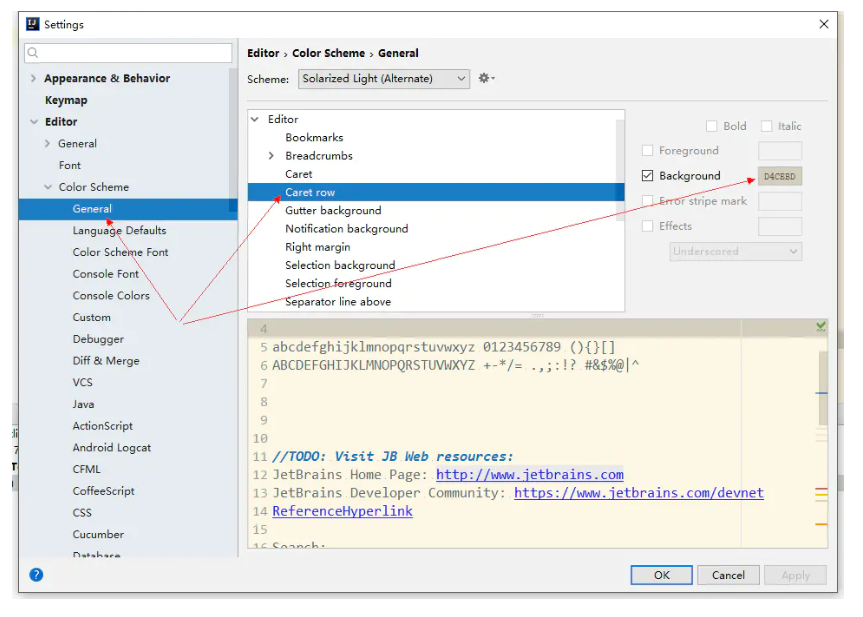 Settings
Editor › Color Scheme › General
Scheme: Solarized Light (Alternate)
Appearance & Behavior
Keymap
Editor
General
Font
Color Scheme
General
Language Defaults
Color Scheme Font
Console Font
Console Colors
Custom
Debugger
Diff & Merge
VCS
Java
ActionScript
Android Logcat
CFML
CoffeeScript
CSS
Cucumber
Database
Editor
Bookmarks
Breadcrumbs
Caret
Caret row
Gutter background
Notification background
Right margin
Selection background
Selection foreground
Separator line above
Bold Italic
Foreground
Background D4CEBD
Error stripe mark
Effects
Underscored
4
5 abcdefghijklmnopqrstuvwxyz 0123456789 (){}[]
6 ABCDEFGHIJKLMNOPQRSTUVWXYZ +-*/= .,;:!? #&$%@|^
7
8
9
10
11 //TODO: Visit JB Web resources:
12 JetBrains Home Page: http://www.jetbrains.com
13 JetBrains Developer Community: https://www.jetbrains.com/devnet
14 ReferenceHyperlink
15
16 Search:
? OK Cancel Apply